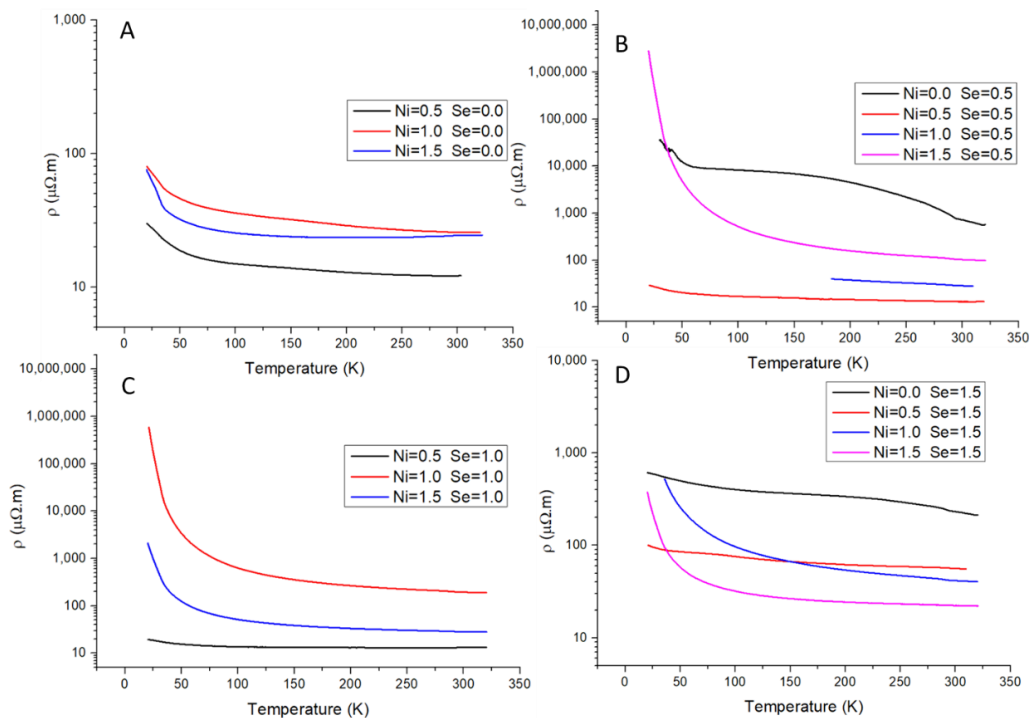 A
1,000
100
10
ρ (μΩ.m)
Ni=0.5 Se=0.0
Ni=1.0 Se=0.0
Ni=1.5 Se=0.0
0 50 100 150 200 250 300 350
Temperature (K)
B
10,000,000
1,000,000
100,000
10,000
1,000
100
10
ρ (μΩ.m)
Ni=0.0 Se=0.5
Ni=0.5 Se=0.5
Ni=1.0 Se=0.5
Ni=1.5 Se=0.5
0 50 100 150 200 250 300 350
Temperature (K)
C
10,000,000
1,000,000
100,000
10,000
1,000
100
10
ρ (μΩ.m)
Ni=0.5 Se=1.0
Ni=1.0 Se=1.0
Ni=1.5 Se=1.0
0 50 100 150 200 250 300 350
Temperature (K)
D
10,000
1,000
100
10
ρ (μΩ.m)
Ni=0.0 Se=1.5
Ni=0.5 Se=1.5
Ni=1.0 Se=1.5
Ni=1.5 Se=1.5
0 50 100 150 200 250 300 350
Temperature (K)